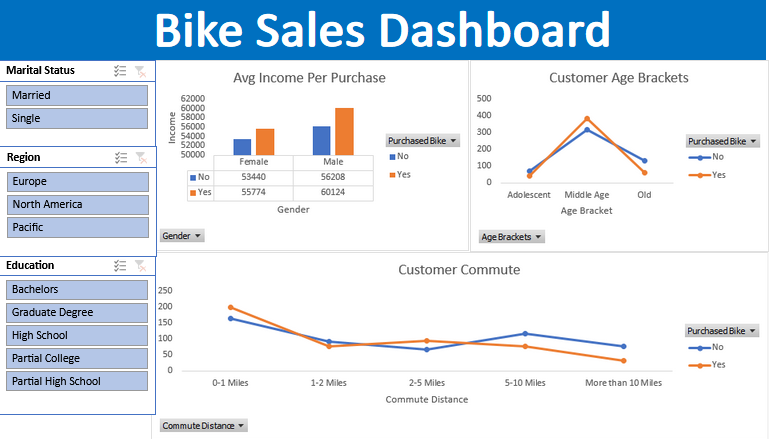 Bike Sales Dashboard
Marital Status
Married
Single
Region
Europe
North America
Pacific
Education
Bachelors
Graduate Degree
High School
Partial College
Partial High School
Avg Income Per Purchase
Income
62000
60000
58000
56000
54000
52000
50000
Female Male
No 53440 56208
Yes 55774 60124
Gender
Purchased Bike
No
Yes
Gender
Customer Age Brackets
500
400
300
200
100
0
Adolescent Middle Age Old
Age Bracket
Purchased Bike
No
Yes
Age Brackets
Customer Commute
250
200
150
100
50
0
0-1 Miles 1-2 Miles 2-5 Miles 5-10 Miles More than 10 Miles
Commute Distance
Purchased Bike
No
Yes
Commute Distance